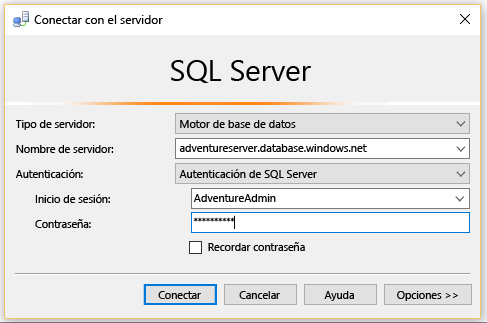 Conectar con el servidor
SQL Server
Tipo de servidor: Motor de base de datos
Nombre de servidor: adventureserver.database.windows.net
Autenticación: Autenticación de SQL Server
Inicio de sesión: AdventureAdmin
Contraseña: **********
Recordar contraseña
Conectar Cancelar Ayuda Opciones >>